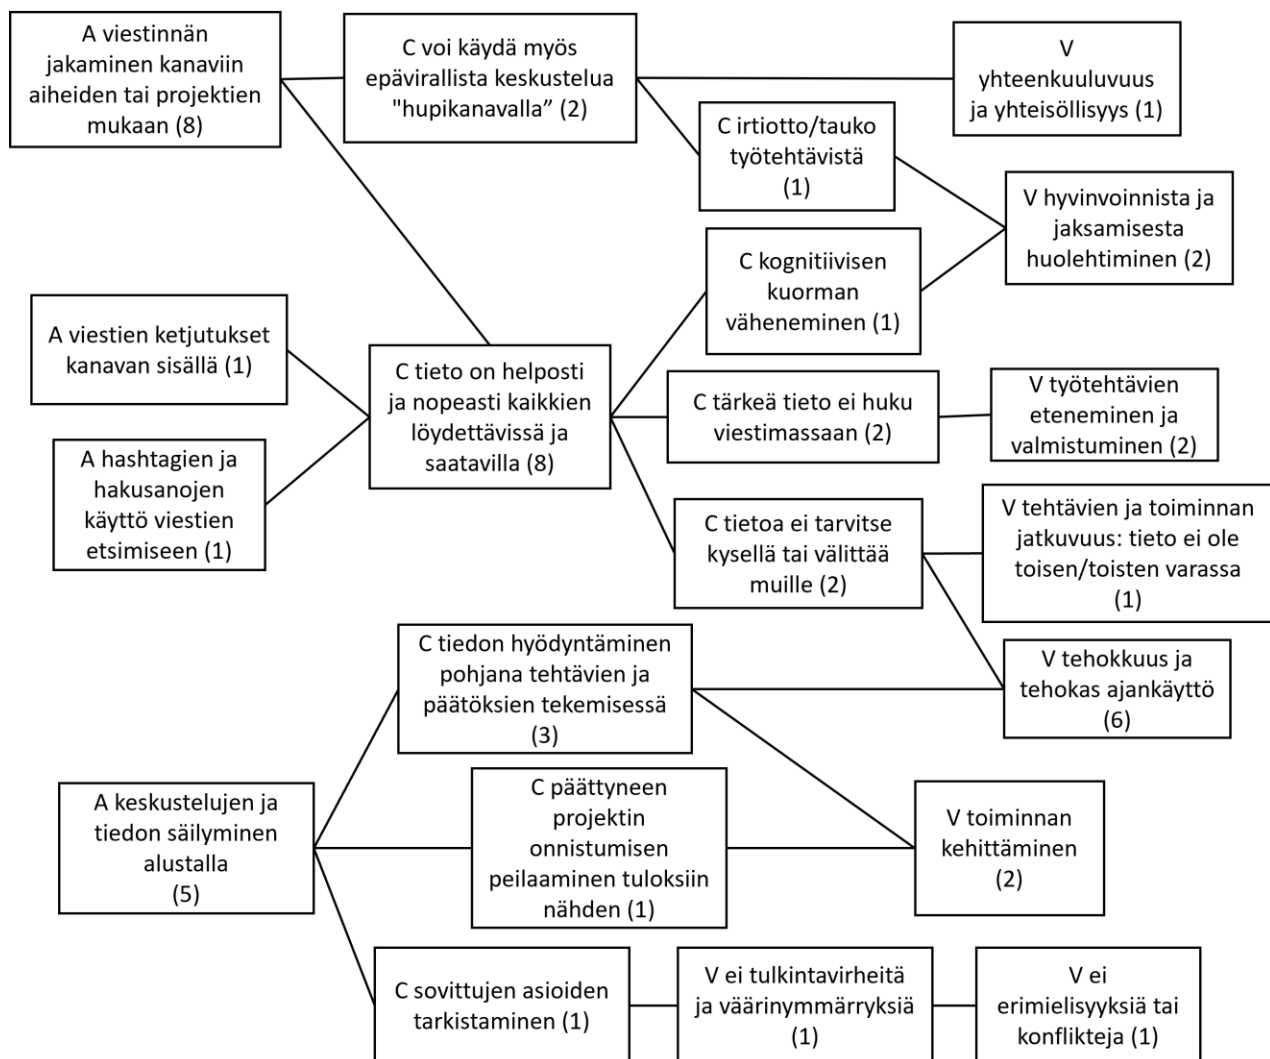 A viestinnän
jakaminen kanaviin
aiheiden tai projektien
mukaan (8)
C voi käydä myös
epävirallista keskustelua
"hupikanavalla” (2)
V
yhteenkuuluvuus
ja yhteisöllisyys (1)
C irtiotto/tauko
työtehtävistä
(1)
V hyvinvoinnista ja
jaksamisesta
huolehtiminen (2)
C kognitiivisen
kuorman
väheneminen (1)
A viestien ketjutukset
kanavan sisällä (1)
C tieto on helposti
ja nopeasti kaikkien
löydettävissä ja
saatavilla (8)
C tärkeä tieto ei huku
viestimassaan (2)
V työtehtävien
eteneminen ja
valmistuminen (2)
A hashtagien ja
hakusanojen
käyttö viestien
etsimiseen (1)
C tietoa ei tarvitse
kysellä tai välittää
muille (2)
V tehtävien ja toiminnan
jatkuvuus: tieto ei ole
toisen/toisten varassa
(1)
C tiedon hyödyntäminen
pohjana tehtävien ja
päätöksien tekemisessä
(3)
V tehokkuus ja
tehokas ajankäyttö
(6)
A keskustelujen ja
tiedon säilyminen
alustalla
(5)
C päättyneen
projektin
onnistumisen
peilaaminen tuloksiin
nähden (1)
V toiminnan
kehittäminen
(2)
C sovittujen asioiden
tarkistaminen (1)
V ei tulkintavirheitä
ja väärinymmärryksiä
(1)
V ei
erimielisyyksiä tai
konflikteja (1)